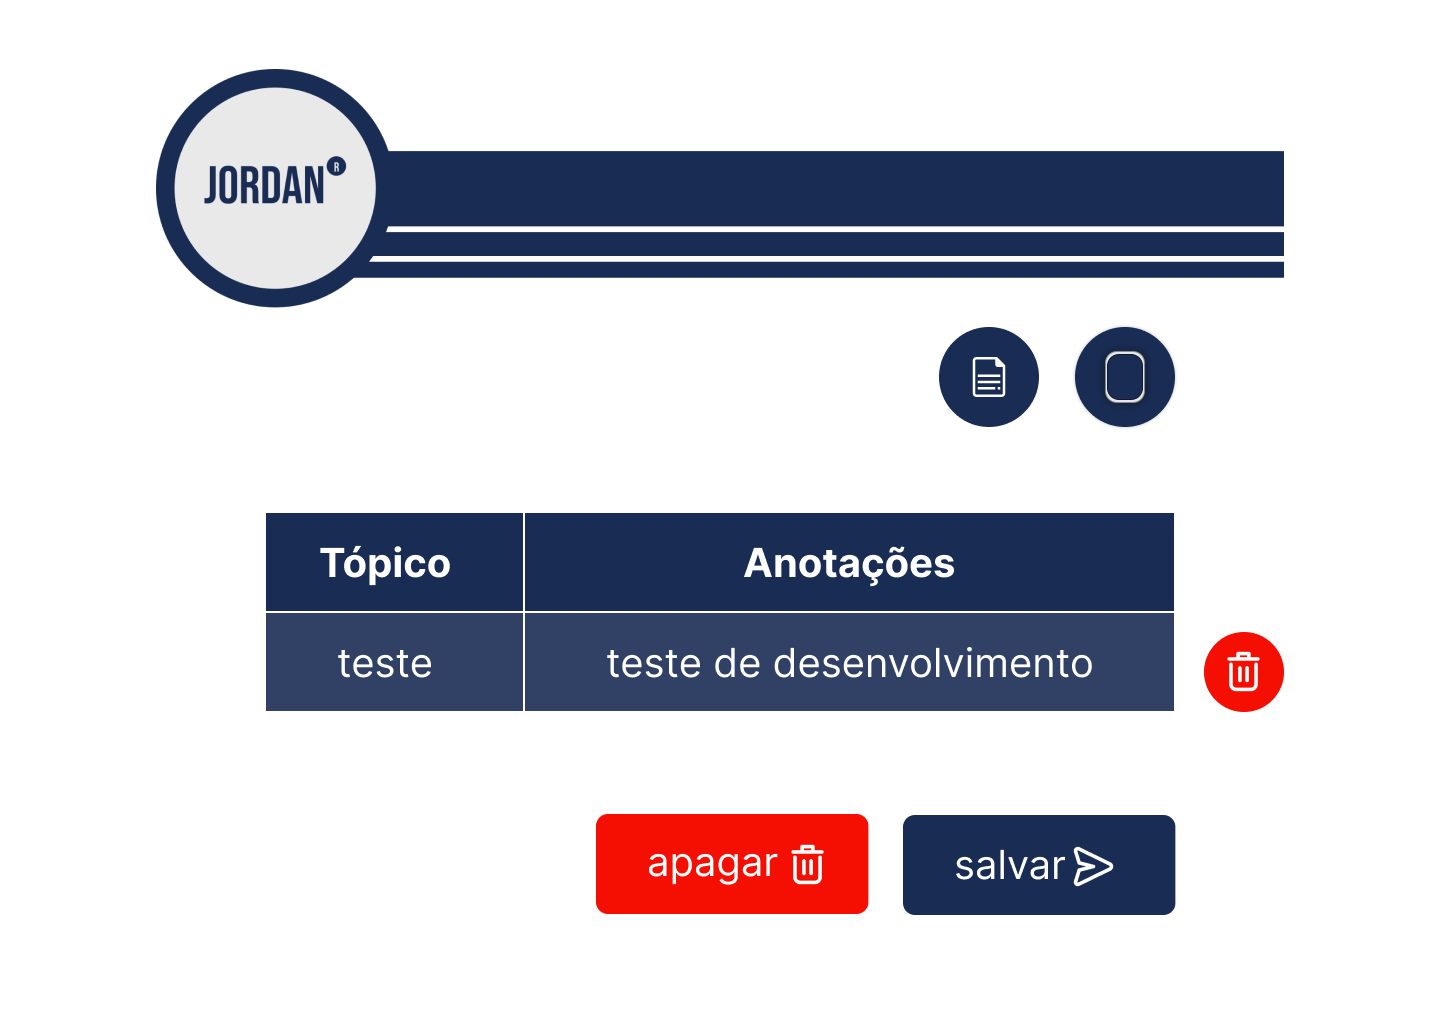 JORDAN®
Tópico
Anotações
teste
teste de desenvolvimento
apagar
salvar